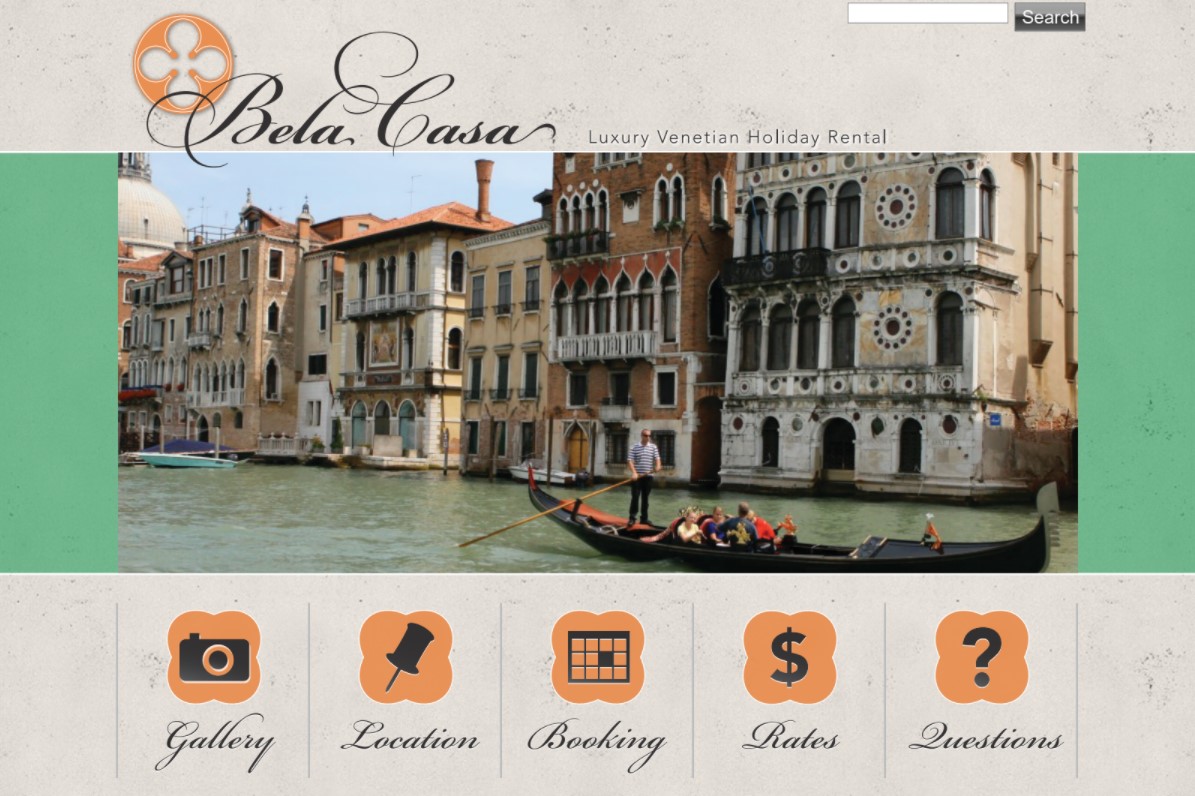 Search
Bela Casa
Luxury Venetian Holiday Rental
$ ?
Gallery Location Booking Rates Questions